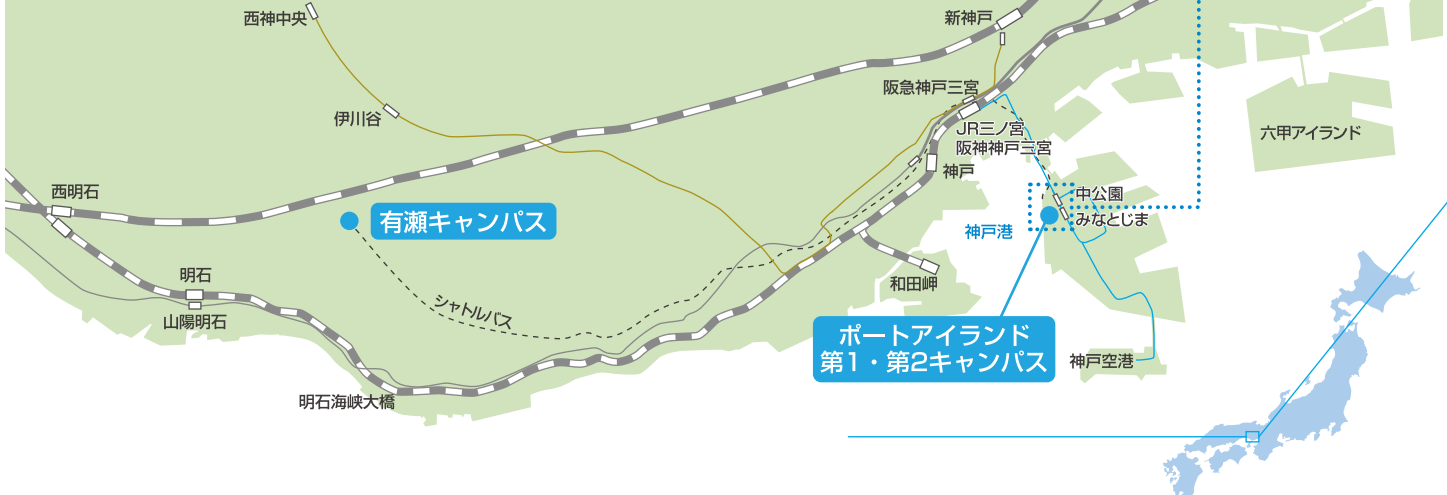 西神中央
新神戸
阪急神戸三宮
伊川谷
JR三ノ宮
阪神神戸三宮
六甲アイランド
神戸
西明石
中公園
みなとじま
有瀬キャンパス
神戸港
明石
和田岬
シャトルバス
山陽明石
ポートアイランド
第1・第2キャンパス
神戸空港
明石海峡大橋